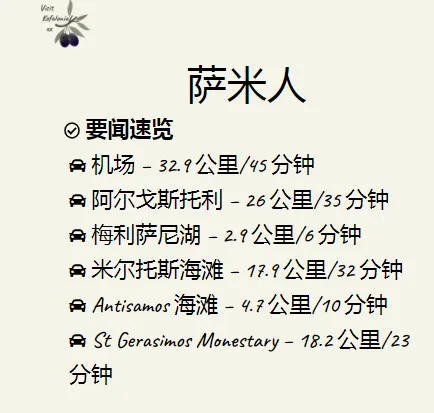 Visit
Kefalonia
xx
萨米人
要闻速览
机场 – 32.9 公里/45 分钟
阿尔戈斯托利 – 26 公里/35 分钟
梅利萨尼湖 – 2.9 公里/6 分钟
米尔托斯海滩 – 17.9 公里/32 分钟
Antisamos 海滩 – 4.7 公里/10 分钟
St Gerasimos Monestary – 18.2 公里/23
分钟